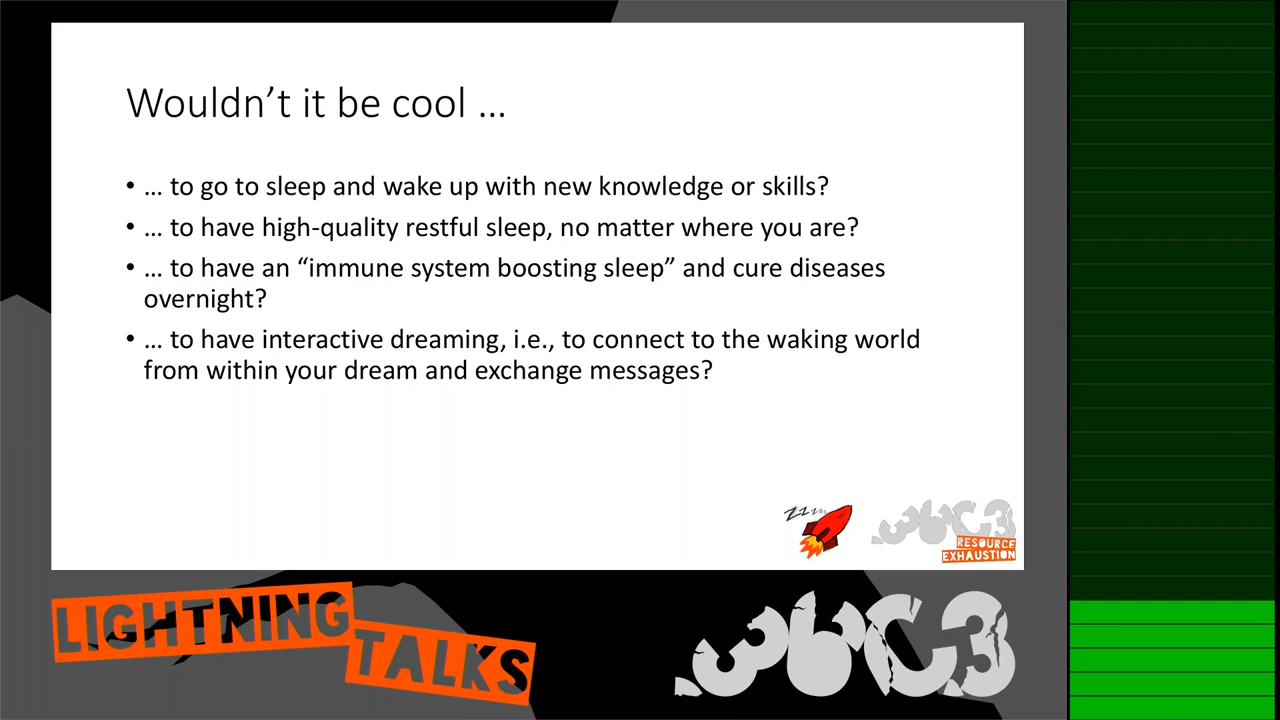 Wouldn’t it be cool …
• … to go to sleep and wake up with new knowledge or skills?
• … to have high-quality restful sleep, no matter where you are?
• … to have an “immune system boosting sleep” and cure diseases
overnight?
• … to have interactive dreaming, i.e., to connect to the waking world
from within your dream and exchange messages?
zzzz
36C3
RESOURCE
EXHAUSTION
LIGHTNING
TALKS
36C3